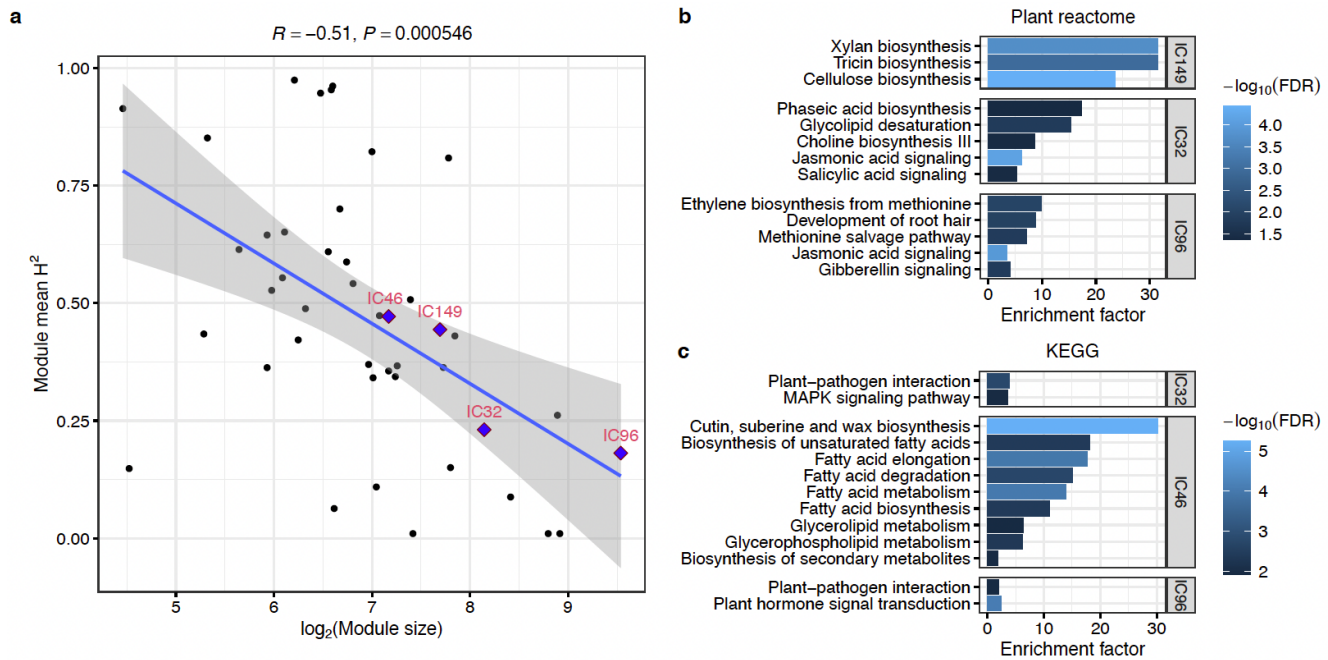 a
R = −0.51, P = 0.000546
Module mean H²
1.00
0.75
0.50
0.25
0.00
IC46
IC149
IC32
IC96
5 6 7 8 9
log₂(Module size)
b
Plant reactome
Xylan biosynthesis
Tricin biosynthesis
Cellulose biosynthesis
IC149
Phaseic acid biosynthesis
Glycolipid desaturation
Choline biosynthesis III
Jasmonic acid signaling
Salicylic acid signaling
IC32
Ethylene biosynthesis from methionine
Development of root hair
Methionine salvage pathway
Jasmonic acid signaling
Gibberellin signaling
IC96
0 10 20 30
Enrichment factor
−log₁₀(FDR)
4.0
3.5
3.0
2.5
2.0
1.5
c
KEGG
Plant−pathogen interaction
MAPK signaling pathway
IC32
Cutin, suberine and wax biosynthesis
Biosynthesis of unsaturated fatty acids
Fatty acid elongation
Fatty acid degradation
Fatty acid metabolism
Fatty acid biosynthesis
Glycerolipid metabolism
Glycerophospholipid metabolism
Biosynthesis of secondary metabolites
IC46
Plant−pathogen interaction
Plant hormone signal transduction
IC96
0 10 20 30
Enrichment factor
−log₁₀(FDR)
5
4
3
2